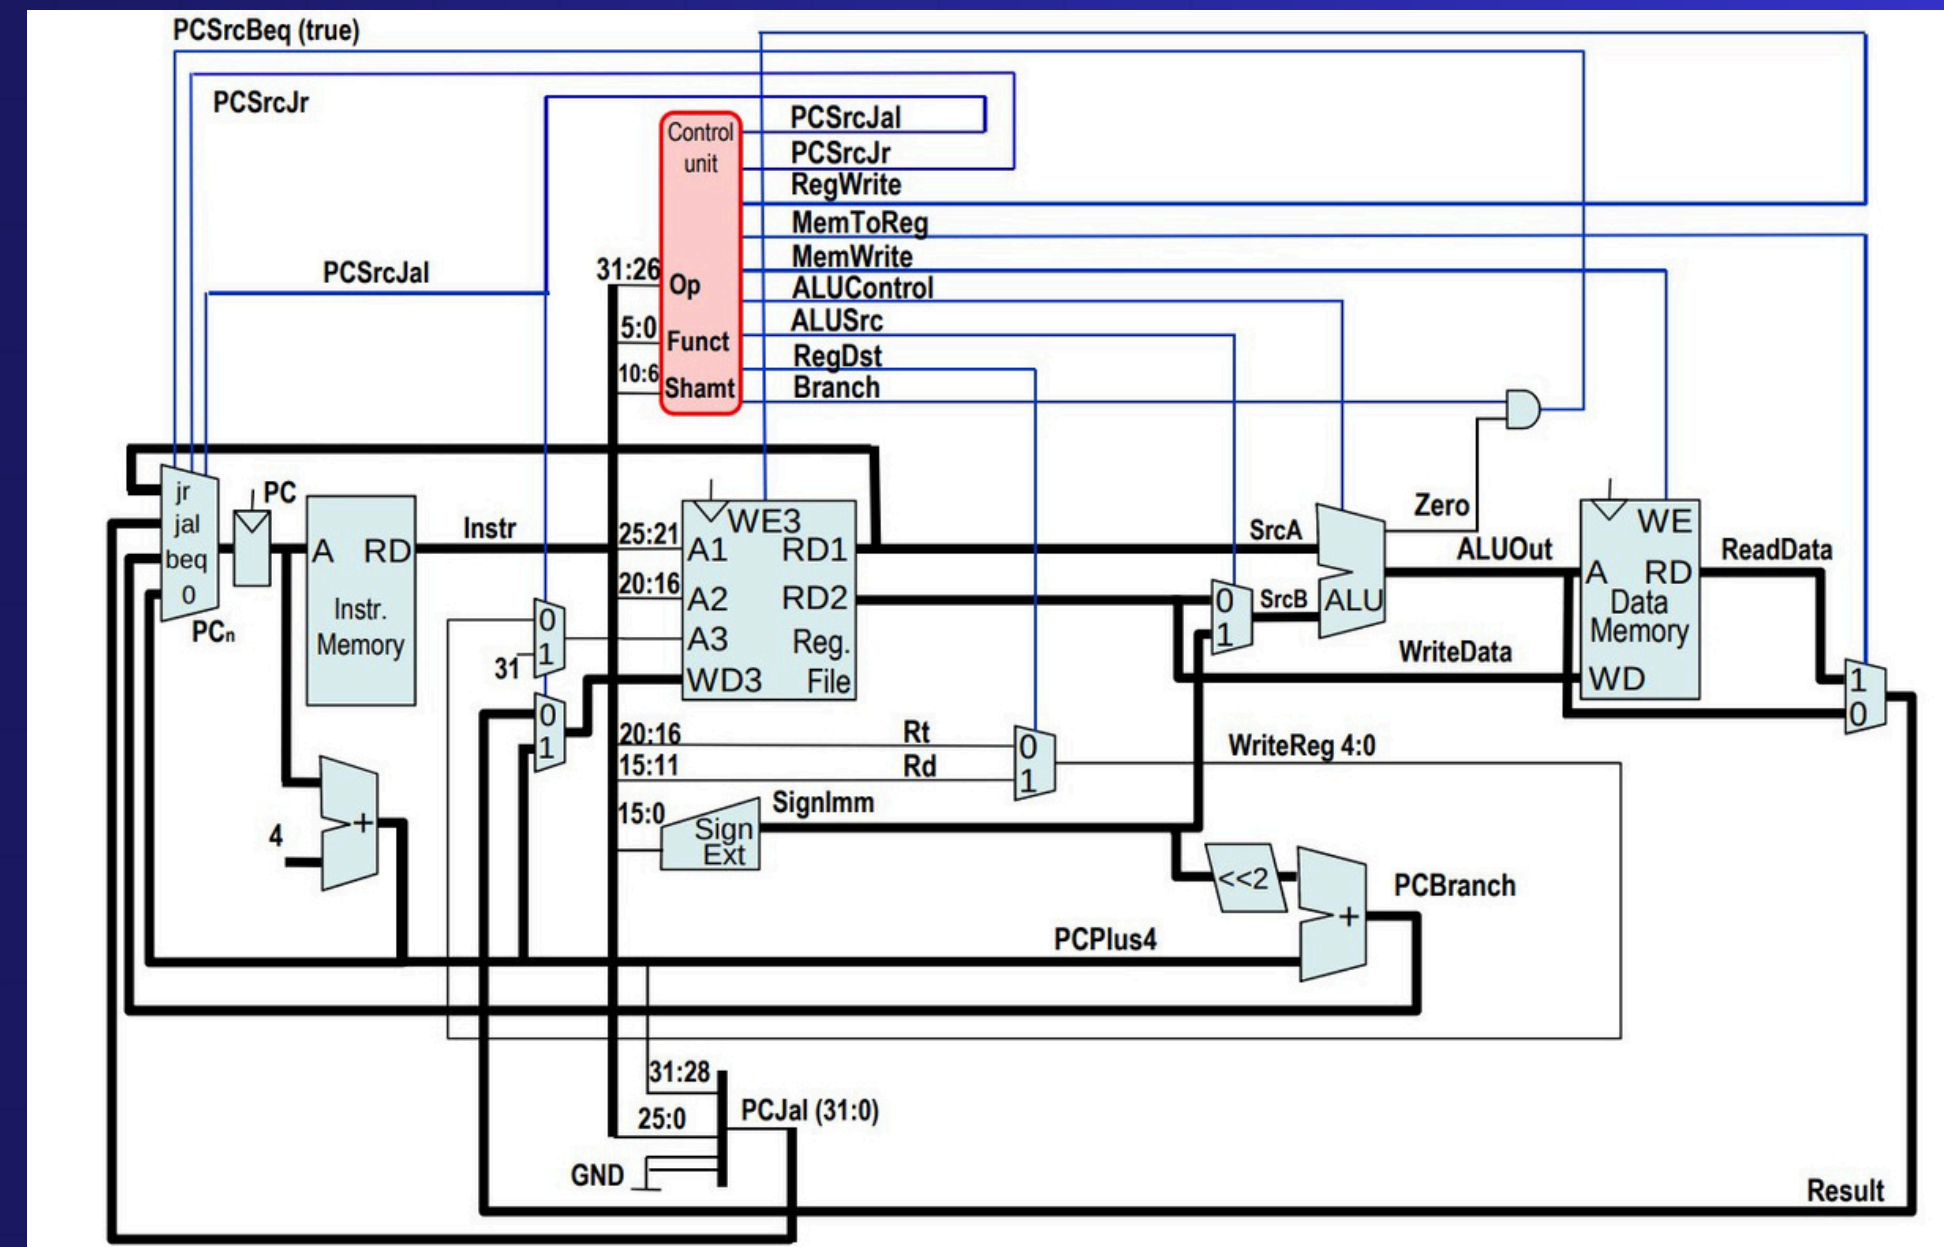 PCSrcBeq (true)
PCSrcJr
PCSrcJal
Control
unit
PCSrcJal
PCSrcJr
RegWrite
MemToReg
MemWrite
ALUControl
ALUSrc
RegDst
Branch
31:26
Op
5:0
Funct
10:6
Shamt
jr
jal
beq
0
PCn
PC
A RD
Instr.
Memory
Instr
25:21
20:16
WE3
A1 RD1
A2 RD2
A3 Reg.
WD3 File
0
1
31
0
1
20:16
15:11
15:0
Rt
Rd
0
1
WriteReg 4:0
Sign
Ext
SignImm
SrcA
0
1
SrcB
ALU
Zero
ALUOut
WriteData
WE
A RD
Data
Memory
WD
ReadData
1
0
4
+
<<2
+
PCBranch
PCPlus4
31:28
25:0
PCJal (31:0)
GND
Result